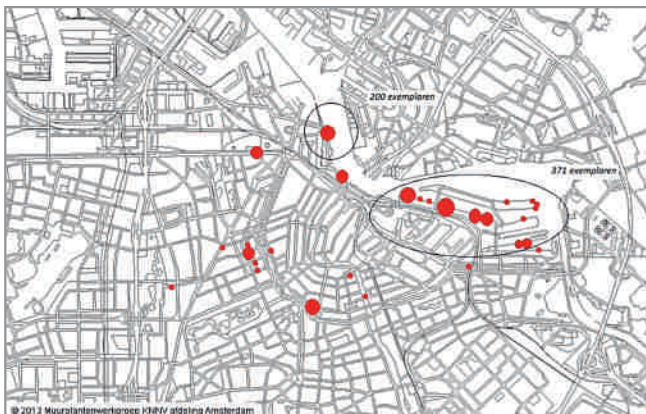 200 exemplaren
371 exemplaren
© 2013 Muurplantenwerkgroep KNNV afdeling Amsterdam